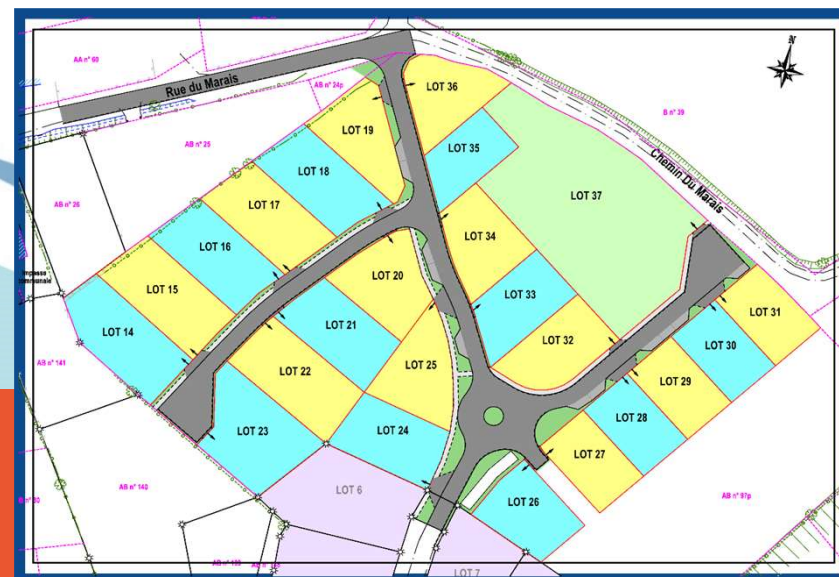 N
AA n° 60
Rue du Marais
AB n° 24p
LOT 36
B n° 39
AB n° 25
LOT 19
LOT 35
Chemin Du Marais
LOT 18
AB n° 26
LOT 17
LOT 37
LOT 16
LOT 34
LOT 20
Impasse
communale
LOT 15
LOT 33
LOT 14
LOT 21
LOT 31
LOT 32
LOT 30
AB n° 141
LOT 22
LOT 25
LOT 29
LOT 28
LOT 23
LOT 24
LOT 27
LOT 6
AB n° 140
AB n° 97p
LOT 26
LOT 7